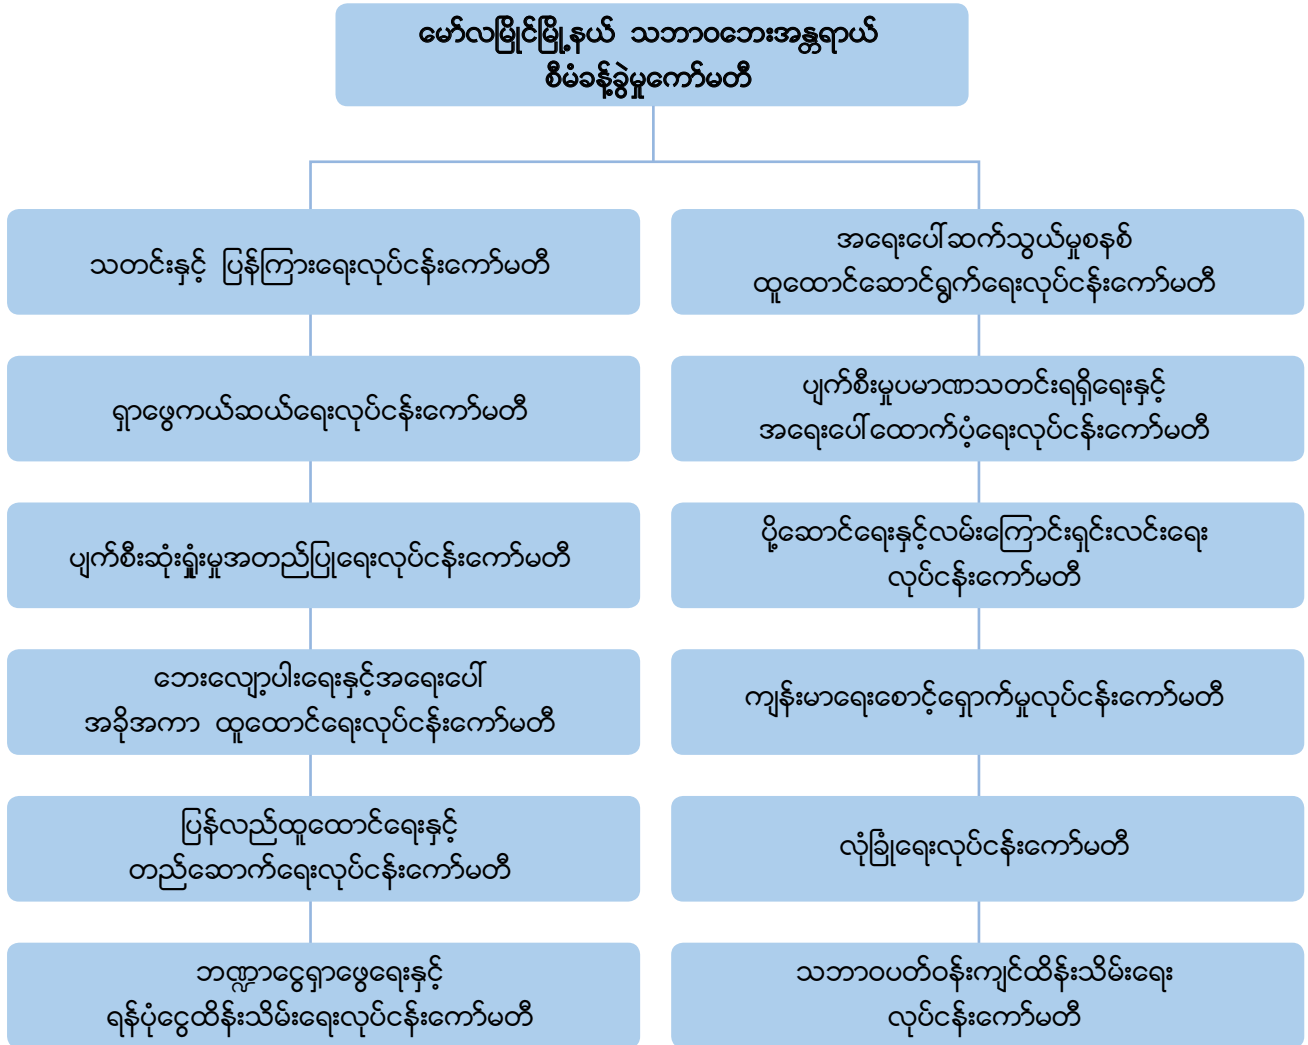 မော်လမြိုင်မြို့နယ် သဘာဝဘေးအန္တရာယ်
စီမံခန့်ခွဲမှုကော်မတီ
သတင်းနှင့် ပြန်ကြားရေးလုပ်ငန်းကော်မတီ
အရေးပေါ်ဆက်သွယ်မှုစနစ်
ထူထောင်ဆောင်ရွက်ရေးလုပ်ငန်းကော်မတီ
ရှာဖွေကယ်ဆယ်ရေးလုပ်ငန်းကော်မတီ
ပျက်စီးမှုပမာဏသတင်းရရှိရေးနှင့်
အရေးပေါ်ထောက်ပံ့ရေးလုပ်ငန်းကော်မတီ
ပျက်စီးဆုံးရှုံးမှုအတည်ပြုရေးလုပ်ငန်းကော်မတီ
ပို့ဆောင်ရေးနှင့်လမ်းကြောင်းရှင်းလင်းရေး
လုပ်ငန်းကော်မတီ
ဘေးလျော့ပါးရေးနှင့်အရေးပေါ်
အခိုအကာ ထူထောင်ရေးလုပ်ငန်းကော်မတီ
ကျန်းမာရေးစောင့်ရှောက်မှုလုပ်ငန်းကော်မတီ
ပြန်လည်ထူထောင်ရေးနှင့်
တည်ဆောက်ရေးလုပ်ငန်းကော်မတီ
လုံခြုံရေးလုပ်ငန်းကော်မတီ
ဘဏ္ဍာငွေရှာဖွေရေးနှင့်
ရန်ပုံငွေထိန်းသိမ်းရေးလုပ်ငန်းကော်မတီ
သဘာဝပတ်ဝန်းကျင်ထိန်းသိမ်းရေး
လုပ်ငန်းကော်မတီ